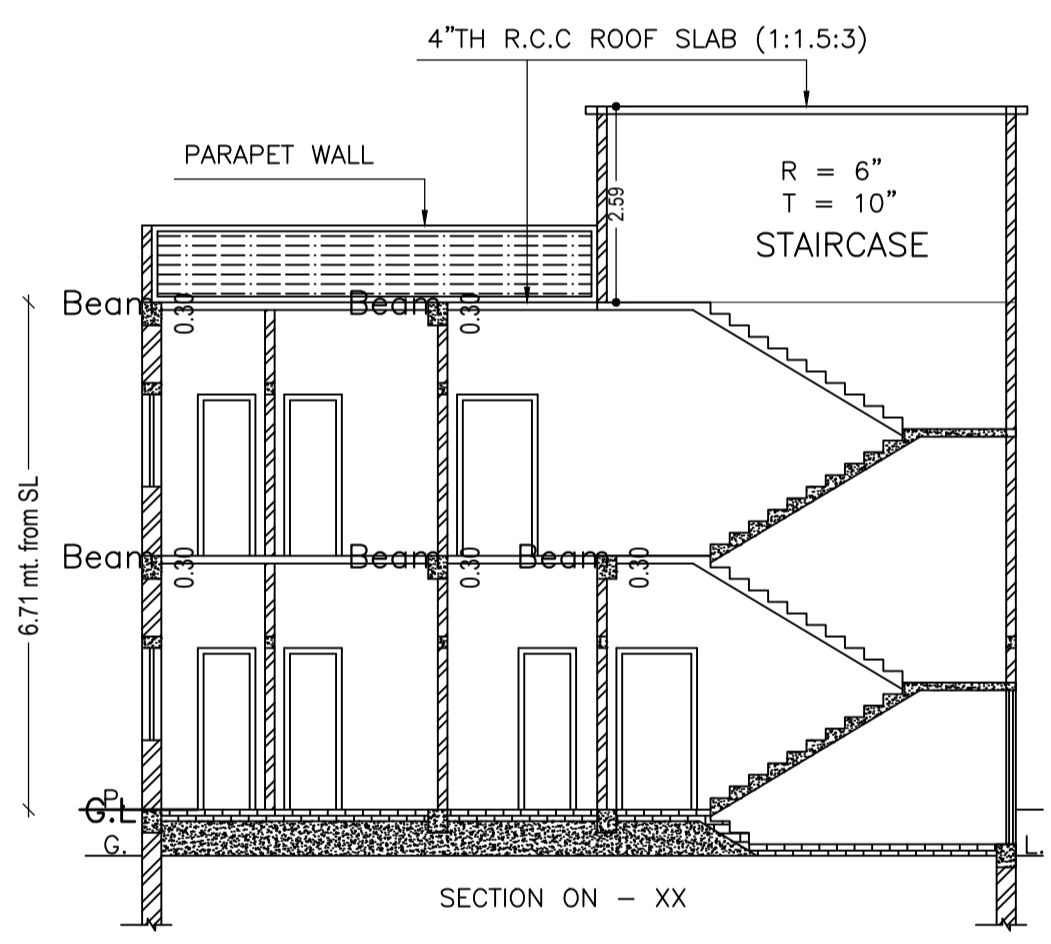 4”TH R.C.C ROOF SLAB (1:1.5:3)
PARAPET WALL
R = 6”
T = 10”
STAIRCASE
2.59
Beam
0.30
Beam
0.30
6.71 mt. from SL
Beam
0.30
Beam
0.30
Beam
0.30
P.
G.L
G.
L.
SECTION ON – XX